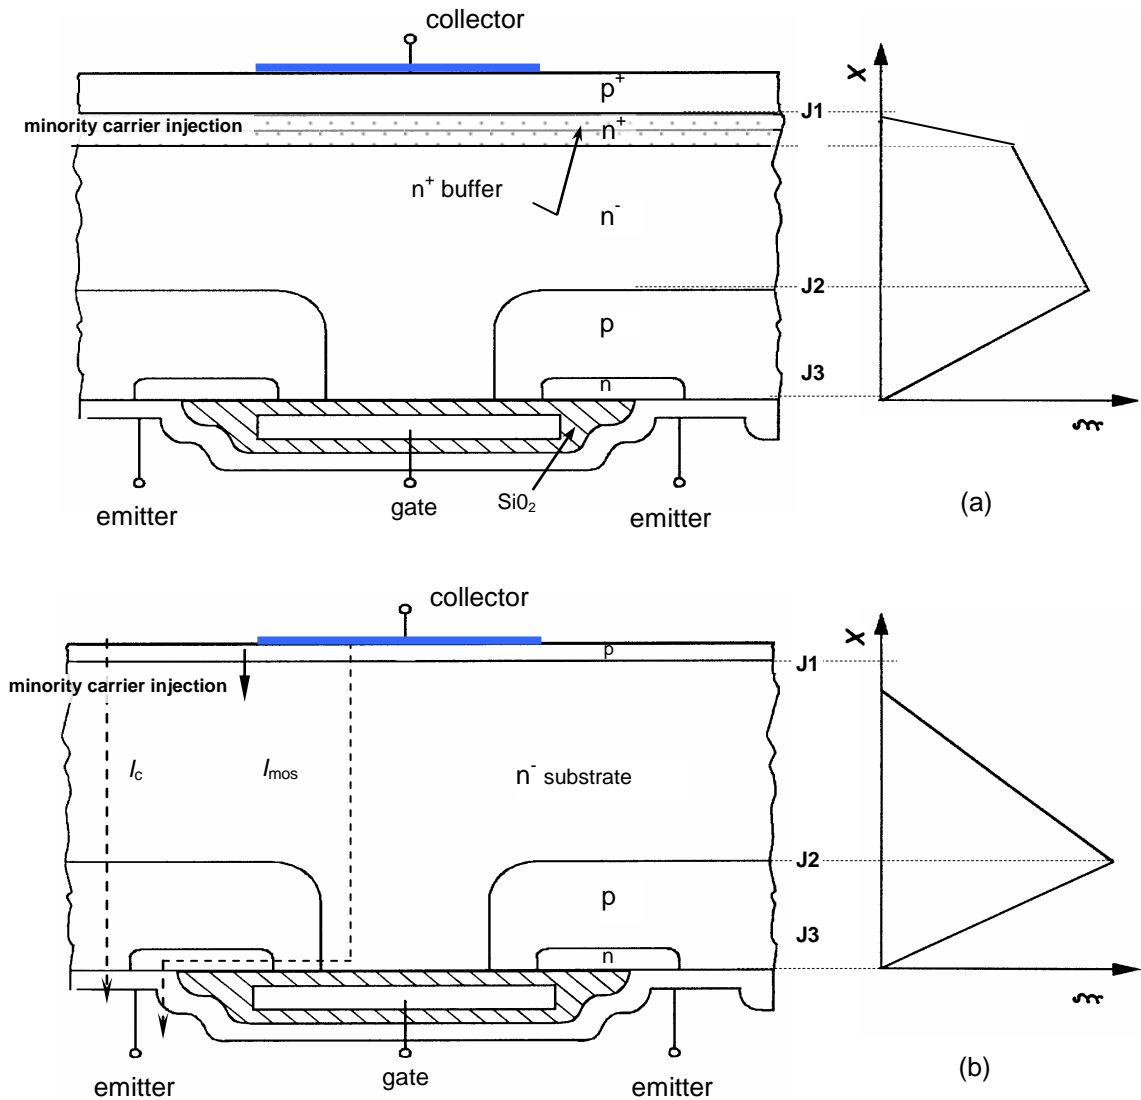 collector
X
p+
J1
minority carrier injection
n+
n+ buffer
n-
J2
p
J3
n
ξ
SiO2
emitter
gate
emitter
(a)
collector
X
p
J1
minority carrier injection
Ic
Imos
n- substrate
J2
p
J3
n
ξ
emitter
gate
emitter
(b)